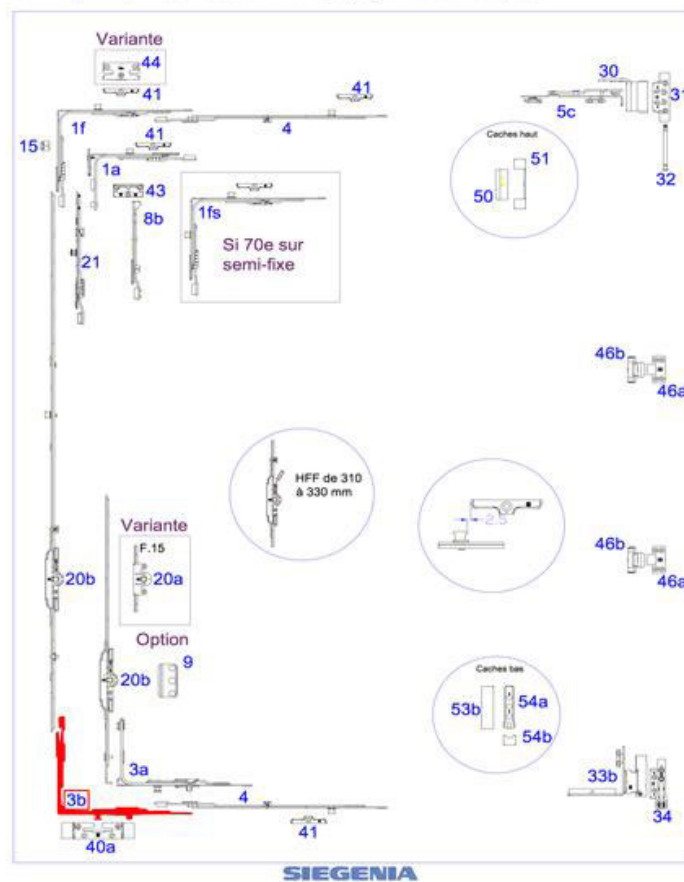 Variante
44
41
41
30
31
1f
4
5c
15
41
Caches haut
1a
51
32
43
50
8b
1fs
21
Si 70e sur
semi-fixe
46b
46a
HFF de 310
à 330 mm
2.5
Variante
F.15
46b
20b
20a
46a
Option
9
20b
Caches bas
53b
54a
54b
3a
33b
3b
4
34
41
40a
SIEGENIA